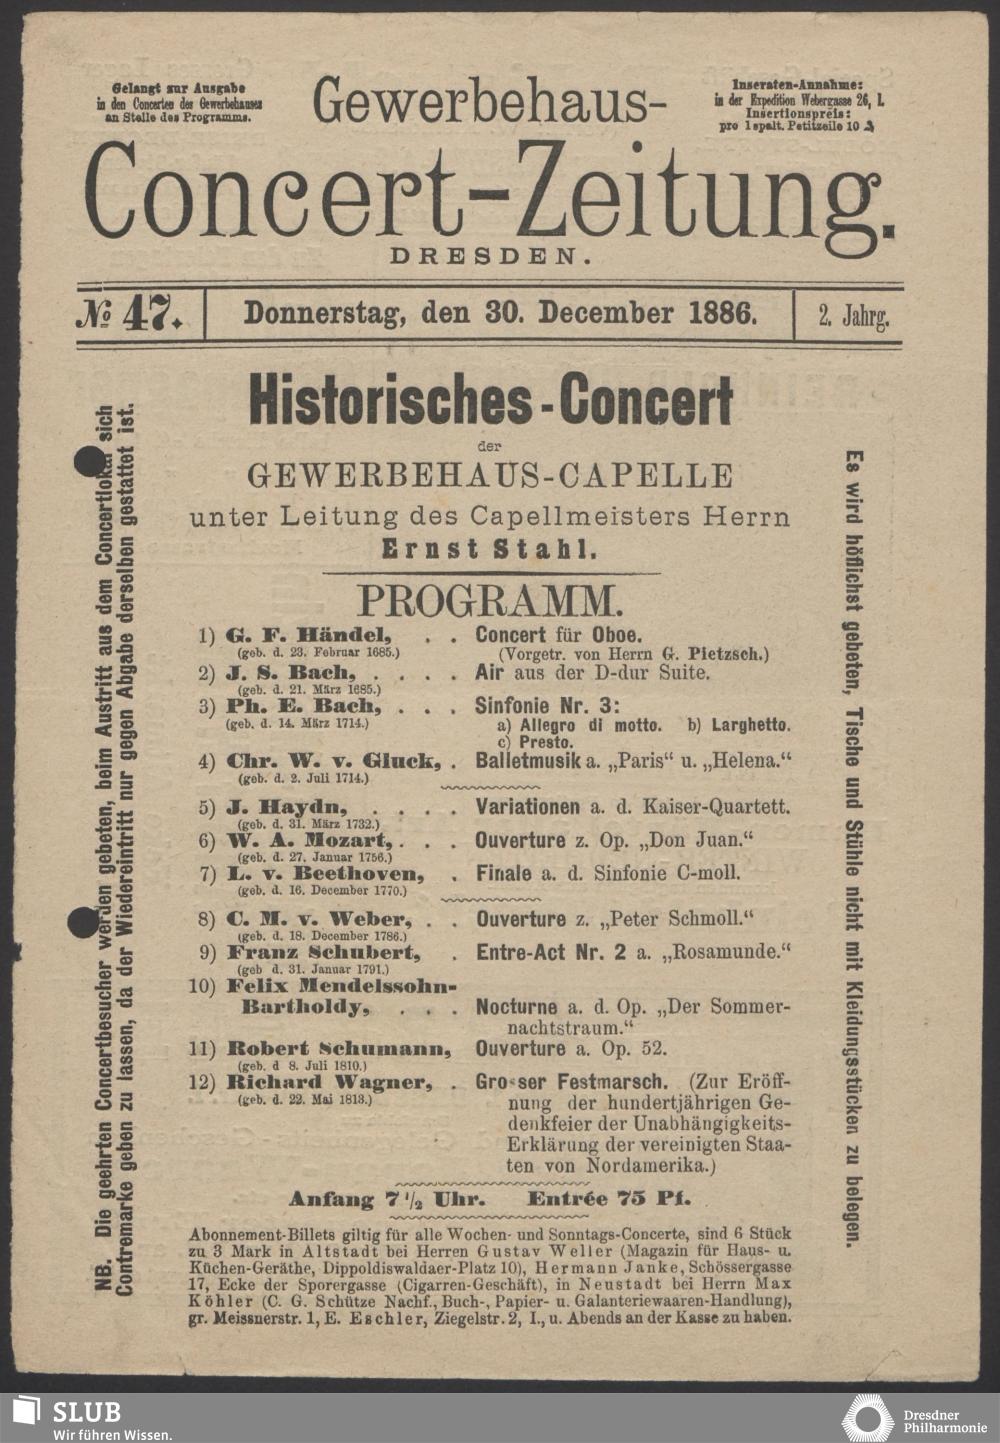 Gelangt zur Ausgabe
in den Concerten des Gewerbehauses
an Stelle des Programms.
Gewerbehaus-
Inseraten-Annahme:
in der Expedition Webergasse 26, I.
Insertionspreis:
pro 1spalt. Petitzeile 10 ₰
Concert-Zeitung.
DRESDEN.
№ 47.
Donnerstag, den 30. December 1886.
2. Jahrg.
NB. Die geehrten Concertbesucher werden gebeten, beim Austritt aus dem Concertlokal sich
Contremarke geben zu lassen, da der Wiedereintritt nur gegen Abgabe derselben gestattet ist.
Historisches-Concert
der
GEWERBEHAUS-CAPELLE
unter Leitung des Capellmeisters Herrn
Ernst Stahl.
PROGRAMM.
1) G. F. Händel, . . Concert für Oboe.
(geb. d. 23. Februar 1685.) (Vorgetr. von Herrn G. Pietzsch.)
2) J. S. Bach, . . . . Air aus der D-dur Suite.
(geb. d. 21. März 1685.)
3) Ph. E. Bach, . . . Sinfonie Nr. 3:
(geb. d. 14. März 1714.) a) Allegro di motto. b) Larghetto.
c) Presto.
4) Chr. W. v. Gluck, . Balletmusik a. „Paris“ u. „Helena.“
(geb. d. 2. Juli 1714.)
5) J. Haydn, . . . . Variationen a. d. Kaiser-Quartett.
(geb. d. 31. März 1732.)
6) W. A. Mozart, . . . Ouverture z. Op. „Don Juan.“
(geb. d. 27. Januar 1756.)
7) L. v. Beethoven, . Finale a. d. Sinfonie C-moll.
(geb. d. 16. December 1770.)
8) C. M. v. Weber, . . Ouverture z. „Peter Schmoll.“
(geb. d. 18. December 1786.)
9) Franz Schubert, . Entre-Act Nr. 2 a. „Rosamunde.“
(geb d. 31. Januar 1791.)
10) Felix Mendelssohn-
Bartholdy, . . . Nocturne a. d. Op. „Der Sommer-
nachtstraum.“
11) Robert Schumann, Ouverture a. Op. 52.
(geb. d 8. Juli 1810.)
12) Richard Wagner, . Grosser Festmarsch. (Zur Eröff-
(geb. d. 22. Mai 1813.) nung der hundertjährigen Ge-
denkfeier der Unabhängigkeits-
Erklärung der vereinigten Staa-
ten von Nordamerika.)
Anfang 7 1/2 Uhr. Entrée 75 Pf.
Abonnement-Billets giltig für alle Wochen- und Sonntags-Concerte, sind 6 Stück
zu 3 Mark in Altstadt bei Herren Gustav Weller (Magazin für Haus- u.
Küchen-Geräthe, Dippoldiswaldaer-Platz 10), Hermann Janke, Schössergasse
17, Ecke der Sporergasse (Cigarren-Geschäft), in Neustadt bei Herrn Max
Köhler (C. G. Schütze Nachf., Buch-, Papier- u. Galanteriewaaren-Handlung),
gr. Meissnerstr. 1, E. Eschler, Ziegelstr. 2, I., u. Abends an der Kasse zu haben.
Es wird höflichst gebeten, Tische und Stühle nicht mit Kleidungsstücken zu belegen.
SLUB
Wir führen Wissen.
Dresdner
Philharmonie